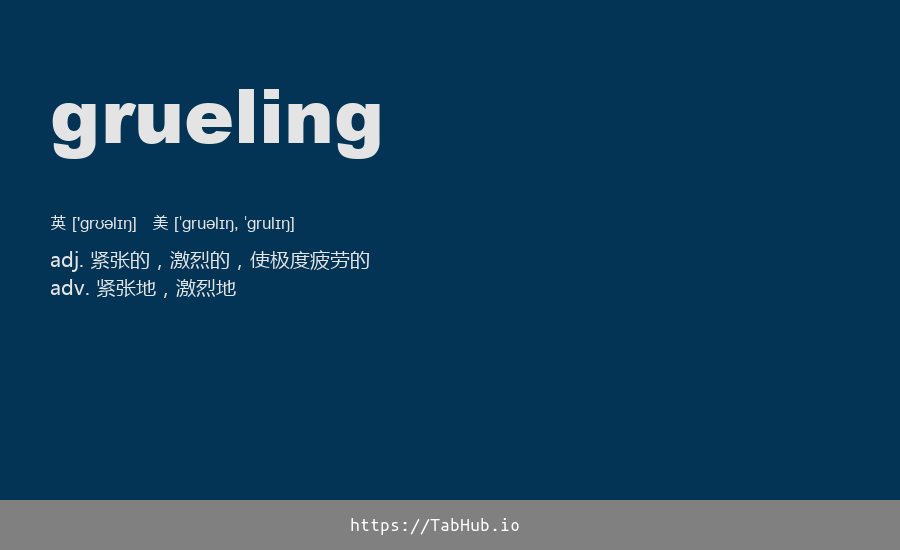 grueling
英 ['grʊəlɪŋ] 美 [ˈgruəlɪŋ, ˈgrulɪŋ]
adj. 紧张的，激烈的，使极度疲劳的
adv. 紧张地，激烈地
https://TabHub.io